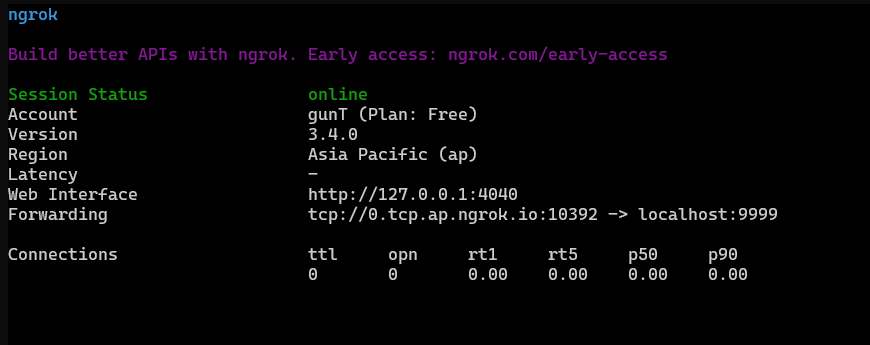 ngrok
Build better APIs with ngrok. Early access: ngrok.com/early-access
Session Status online
Account gunT (Plan: Free)
Version 3.4.0
Region Asia Pacific (ap)
Latency -
Web Interface http://127.0.0.1:4040
Forwarding tcp://0.tcp.ap.ngrok.io:10392 -> localhost:9999
Connections ttl opn rt1 rt5 p50 p90
0 0 0.00 0.00 0.00 0.00